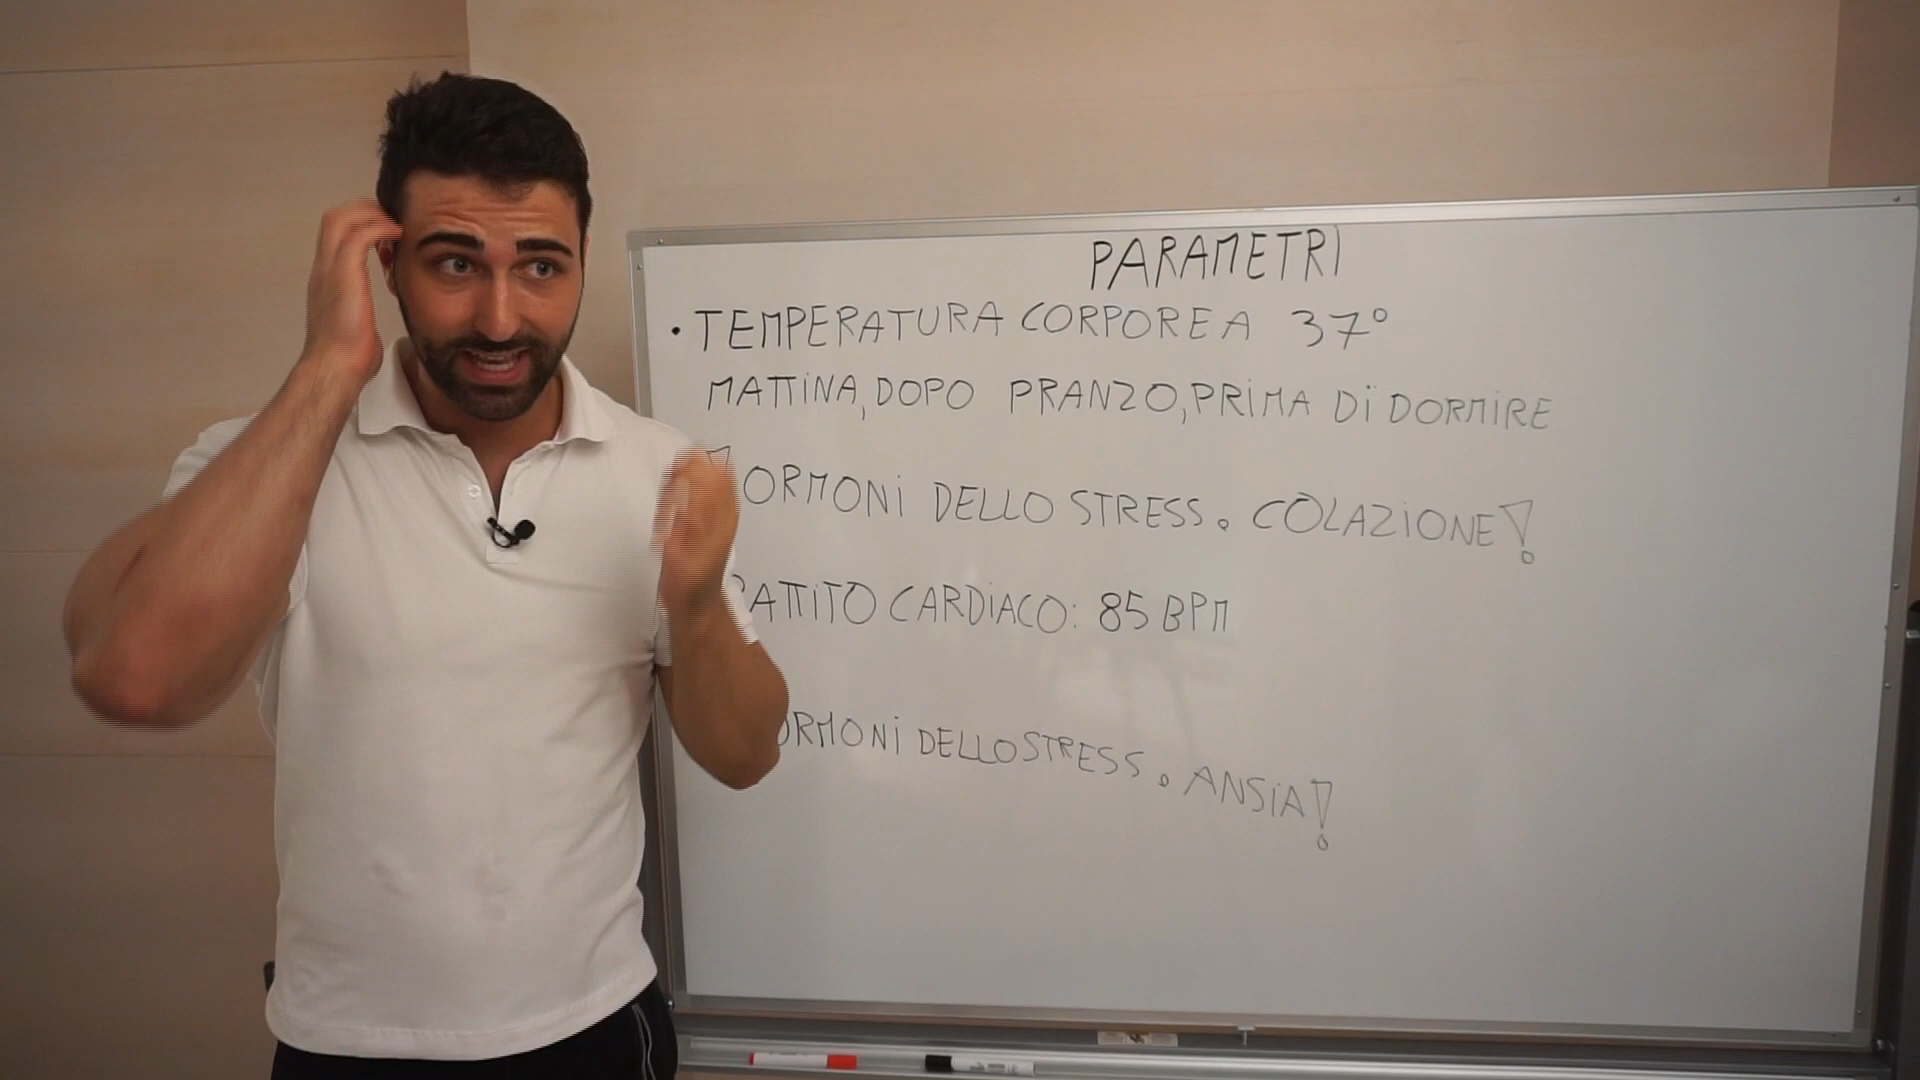 PARAMETRI
• TEMPERATURA CORPOREA 37°
MATTINA, DOPO PRANZO, PRIMA DI DORMIRE
! ORMONI DELLO STRESS. COLAZIONE!
BATTITO CARDIACO: 85 BPM
ORMONI DELLO STRESS. ANSIA!